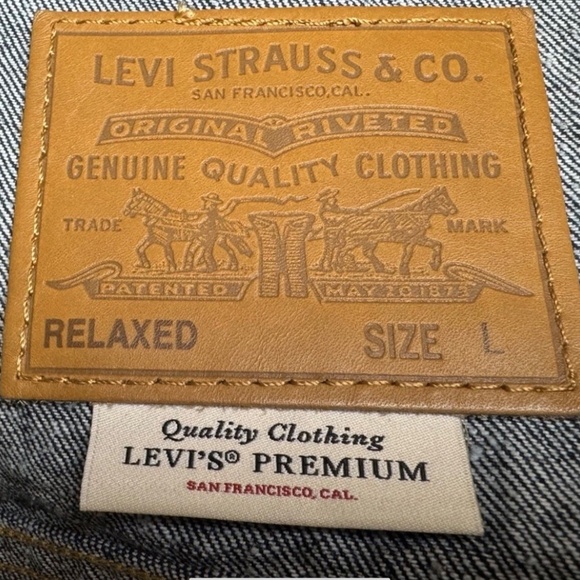 LEVI STRAUSS & CO.
SAN FRANCISCO, CAL.
ORIGINAL RIVETED
GENUINE QUALITY CLOTHING
TRADE MARK
PATENTED MAY 20 1873
RELAXED SIZE L
Quality Clothing
LEVI'S® PREMIUM
SAN FRANCISCO, CAL.